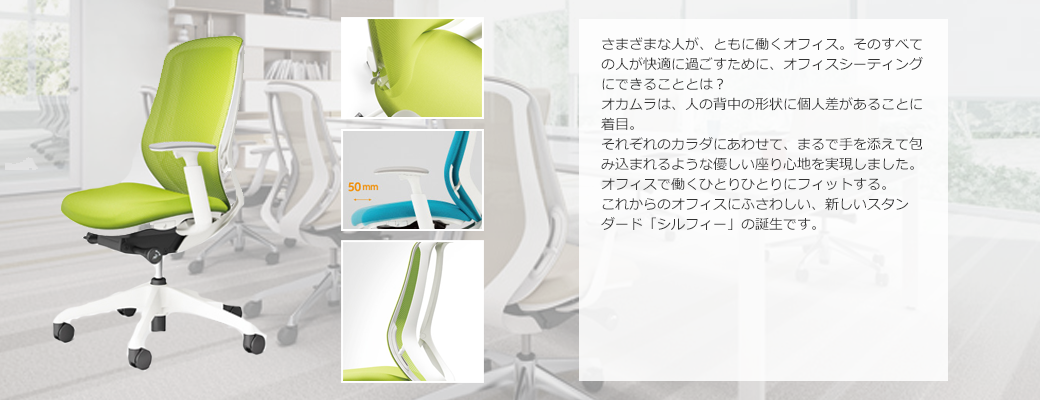 さまざまな人が、ともに働くオフィス。そのすべて
の人が快適に過ごすために、オフィスシーティング
にできることとは？
オカムラは、人の背中の形状に個人差があることに
着目。
それぞれのカラダにあわせて、まるで手を添えて包
み込まれるような優しい座り心地を実現しました。
オフィスで働くひとりひとりにフィットする。
これからのオフィスにふさわしい、新しいスタン
ダード「シルフィー」の誕生です。
50mm